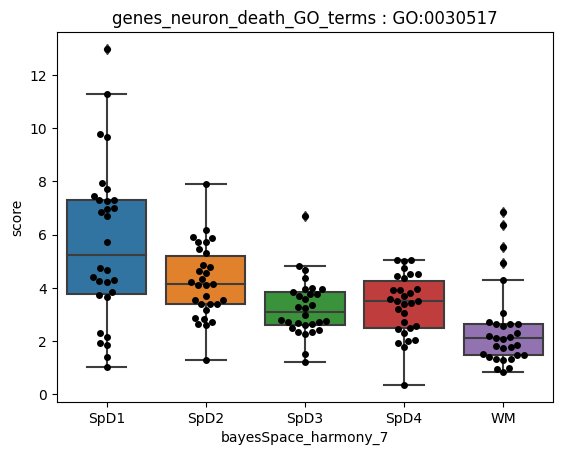 genes_neuron_death_GO_terms : GO:0030517
score
12
10
8
6
4
2
0
SpD1 SpD2 SpD3 SpD4 WM
bayesSpace_harmony_7